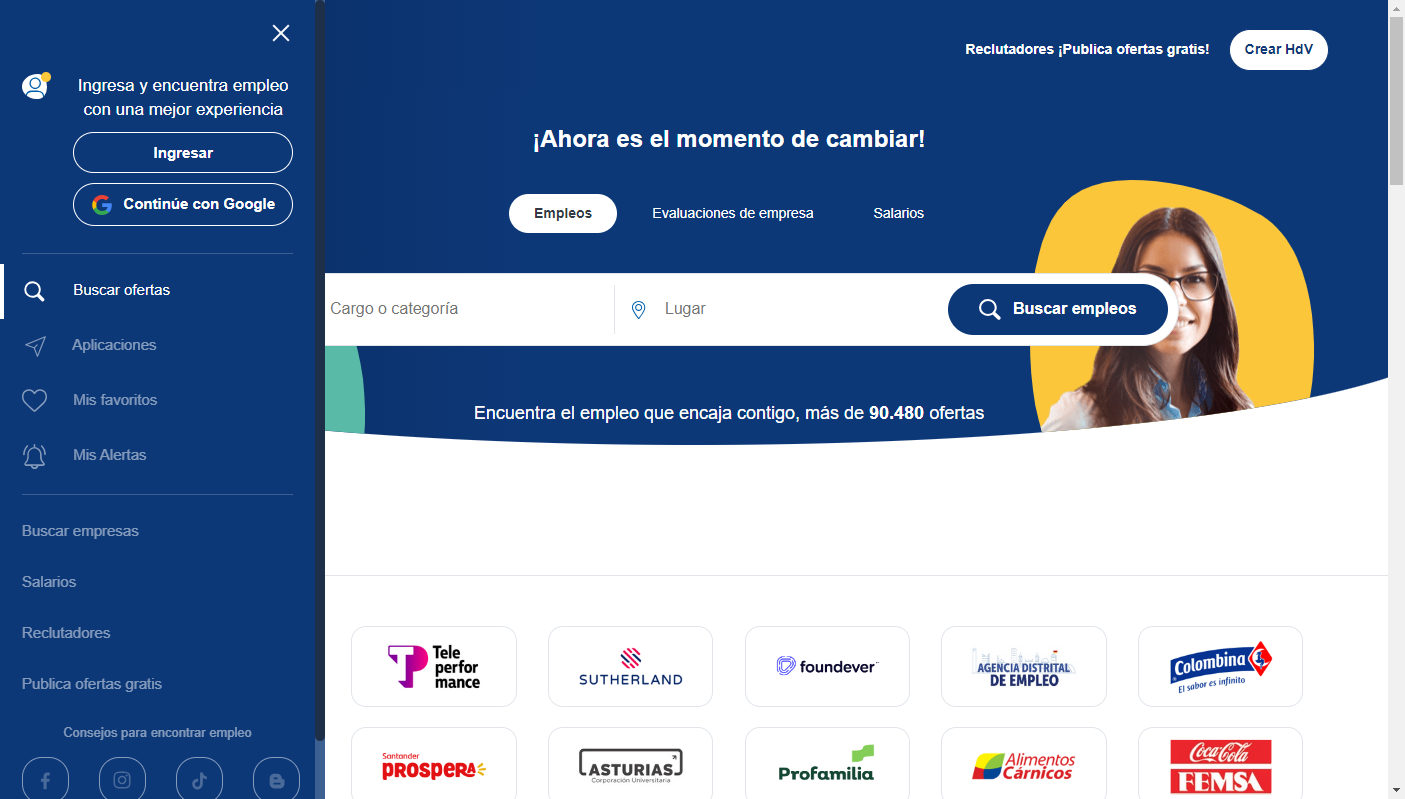 Ingresa y encuentra empleo
con una mejor experiencia
Ingresar
Continúe con Google
Buscar ofertas
Aplicaciones
Mis favoritos
Mis Alertas
Buscar empresas
Salarios
Reclutadores
Publica ofertas gratis
Consejos para encontrar empleo
Reclutadores ¡Publica ofertas gratis!
Crear HdV
¡Ahora es el momento de cambiar!
Empleos
Evaluaciones de empresa
Salarios
Cargo o categoría
Lugar
Buscar empleos
Encuentra el empleo que encaja contigo, más de 90.480 ofertas
Tele
perfor
mance
SUTHERLAND
foundever
AGENCIA DISTRITAL
DE EMPLEO
Colombina
El sabor es infinito
Santander
PROSPERA
ASTURIAS
Corporación Universitaria
Profamilia
Alimentos
Cárnicos
Coca-Cola
FEMSA